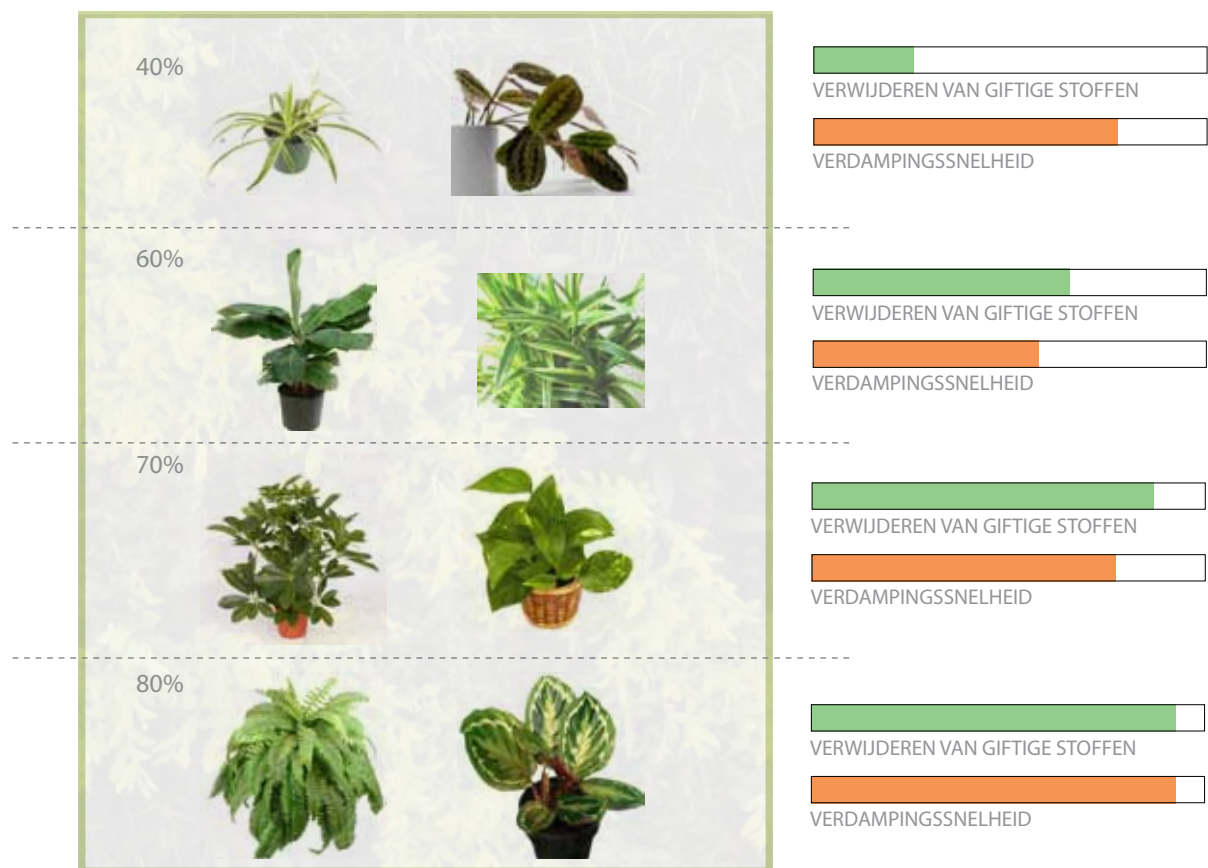 40%
VERWIJDEREN VAN GIFTIGE STOFFEN
VERDAMPINGSSNELHEID
60%
VERWIJDEREN VAN GIFTIGE STOFFEN
VERDAMPINGSSNELHEID
70%
VERWIJDEREN VAN GIFTIGE STOFFEN
VERDAMPINGSSNELHEID
80%
VERWIJDEREN VAN GIFTIGE STOFFEN
VERDAMPINGSSNELHEID